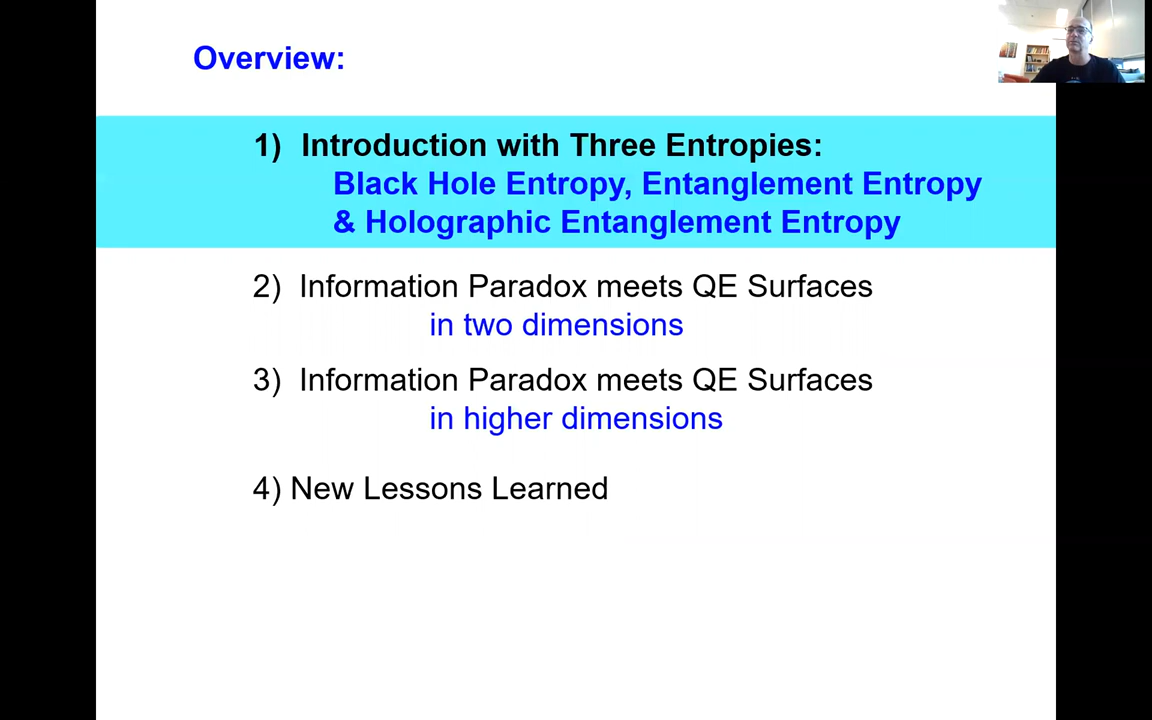 Overview:
1) Introduction with Three Entropies:
Black Hole Entropy, Entanglement Entropy
& Holographic Entanglement Entropy
2) Information Paradox meets QE Surfaces
in two dimensions
3) Information Paradox meets QE Surfaces
in higher dimensions
4) New Lessons Learned